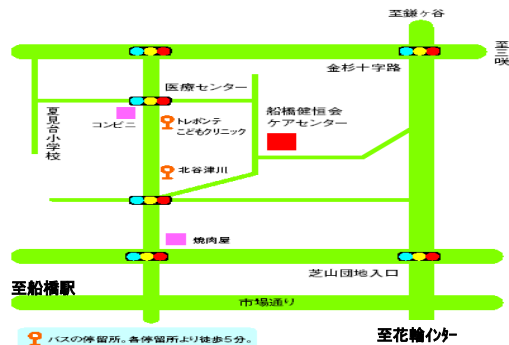 至鎌ヶ谷
至三咲
金杉十字路
医療センター
船橋健恒会
ケアセンター
夏見台小学校
コンビニ
トレポンテ
こどもクリニック
北谷津川
焼肉屋
芝山団地入口
至船橋駅
市場通り
至花輪インター
バスの停留所。各停留所より徒歩5分。